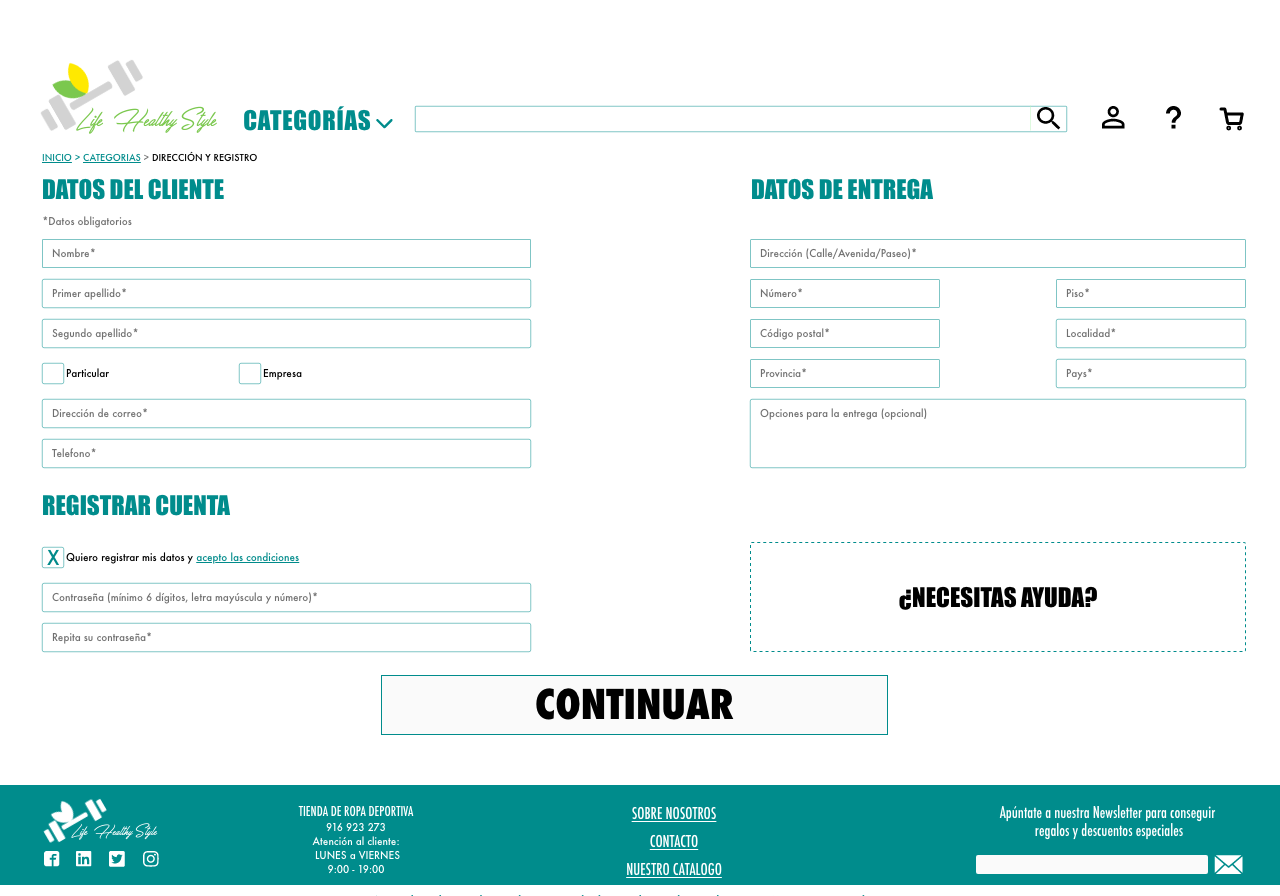 Life Healthy Style
CATEGORÍAS
?
INICIO > CATEGORIAS > DIRECCIÓN Y REGISTRO
DATOS DEL CLIENTE
*Datos obligatorios
Nombre*
Primer apellido*
Segundo apellido*
Particular
Empresa
Dirección de correo*
Telefono*
DATOS DE ENTREGA
Dirección (Calle/Avenida/Paseo)*
Número*
Piso*
Código postal*
Localidad*
Provincia*
Pays*
Opciones para la entrega (opcional)
REGISTRAR CUENTA
X Quiero registrar mis datos y acepto las condiciones
Contraseña (mínimo 6 dígitos, letra mayúscula y número)*
Repita su contraseña*
¿NECESITAS AYUDA?
CONTINUAR
Life Healthy Style
TIENDA DE ROPA DEPORTIVA
916 923 273
Atención al cliente:
LUNES a VIERNES
9:00 - 19:00
SOBRE NOSOTROS
CONTACTO
NUESTRO CATALOGO
Apúntate a nuestra Newsletter para conseguir
regalos y descuentos especiales